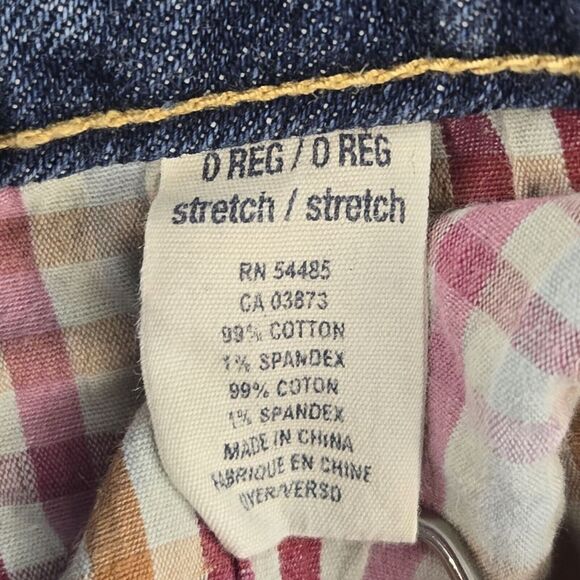 0 REG / 0 REG
stretch / stretch
RN 54485
CA 03873
99% COTTON
1% SPANDEX
99% COTON
1% SPANDEX
MADE IN CHINA
FABRIQUE EN CHINE
OVER/VERSO